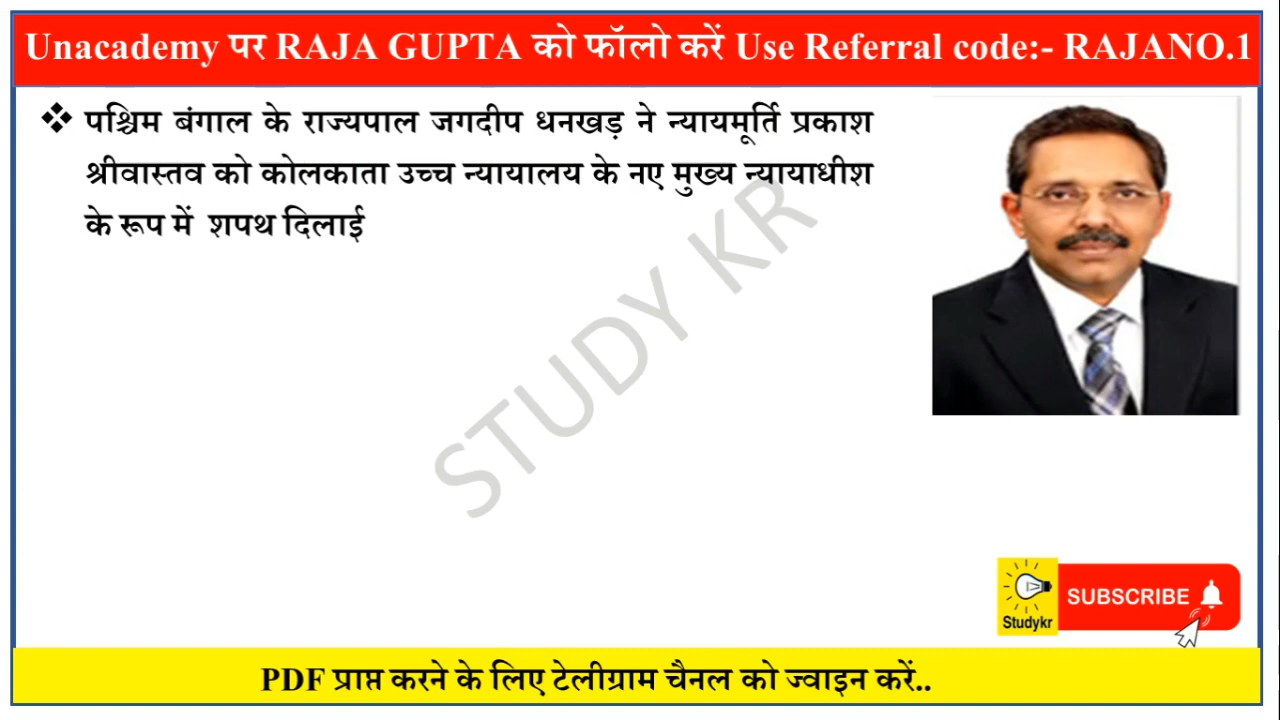 Unacademy पर RAJA GUPTA को फॉलो करें Use Referral code:- RAJANO.1
❖ पश्चिम बंगाल के राज्यपाल जगदीप धनखड़ ने न्यायमूर्ति प्रकाश
श्रीवास्तव को कोलकाता उच्च न्यायालय के नए मुख्य न्यायाधीश
के रूप में शपथ दिलाई
STUDY KR
SUBSCRIBE
Studykr
PDF प्राप्त करने के लिए टेलीग्राम चैनल को ज्वाइन करें..